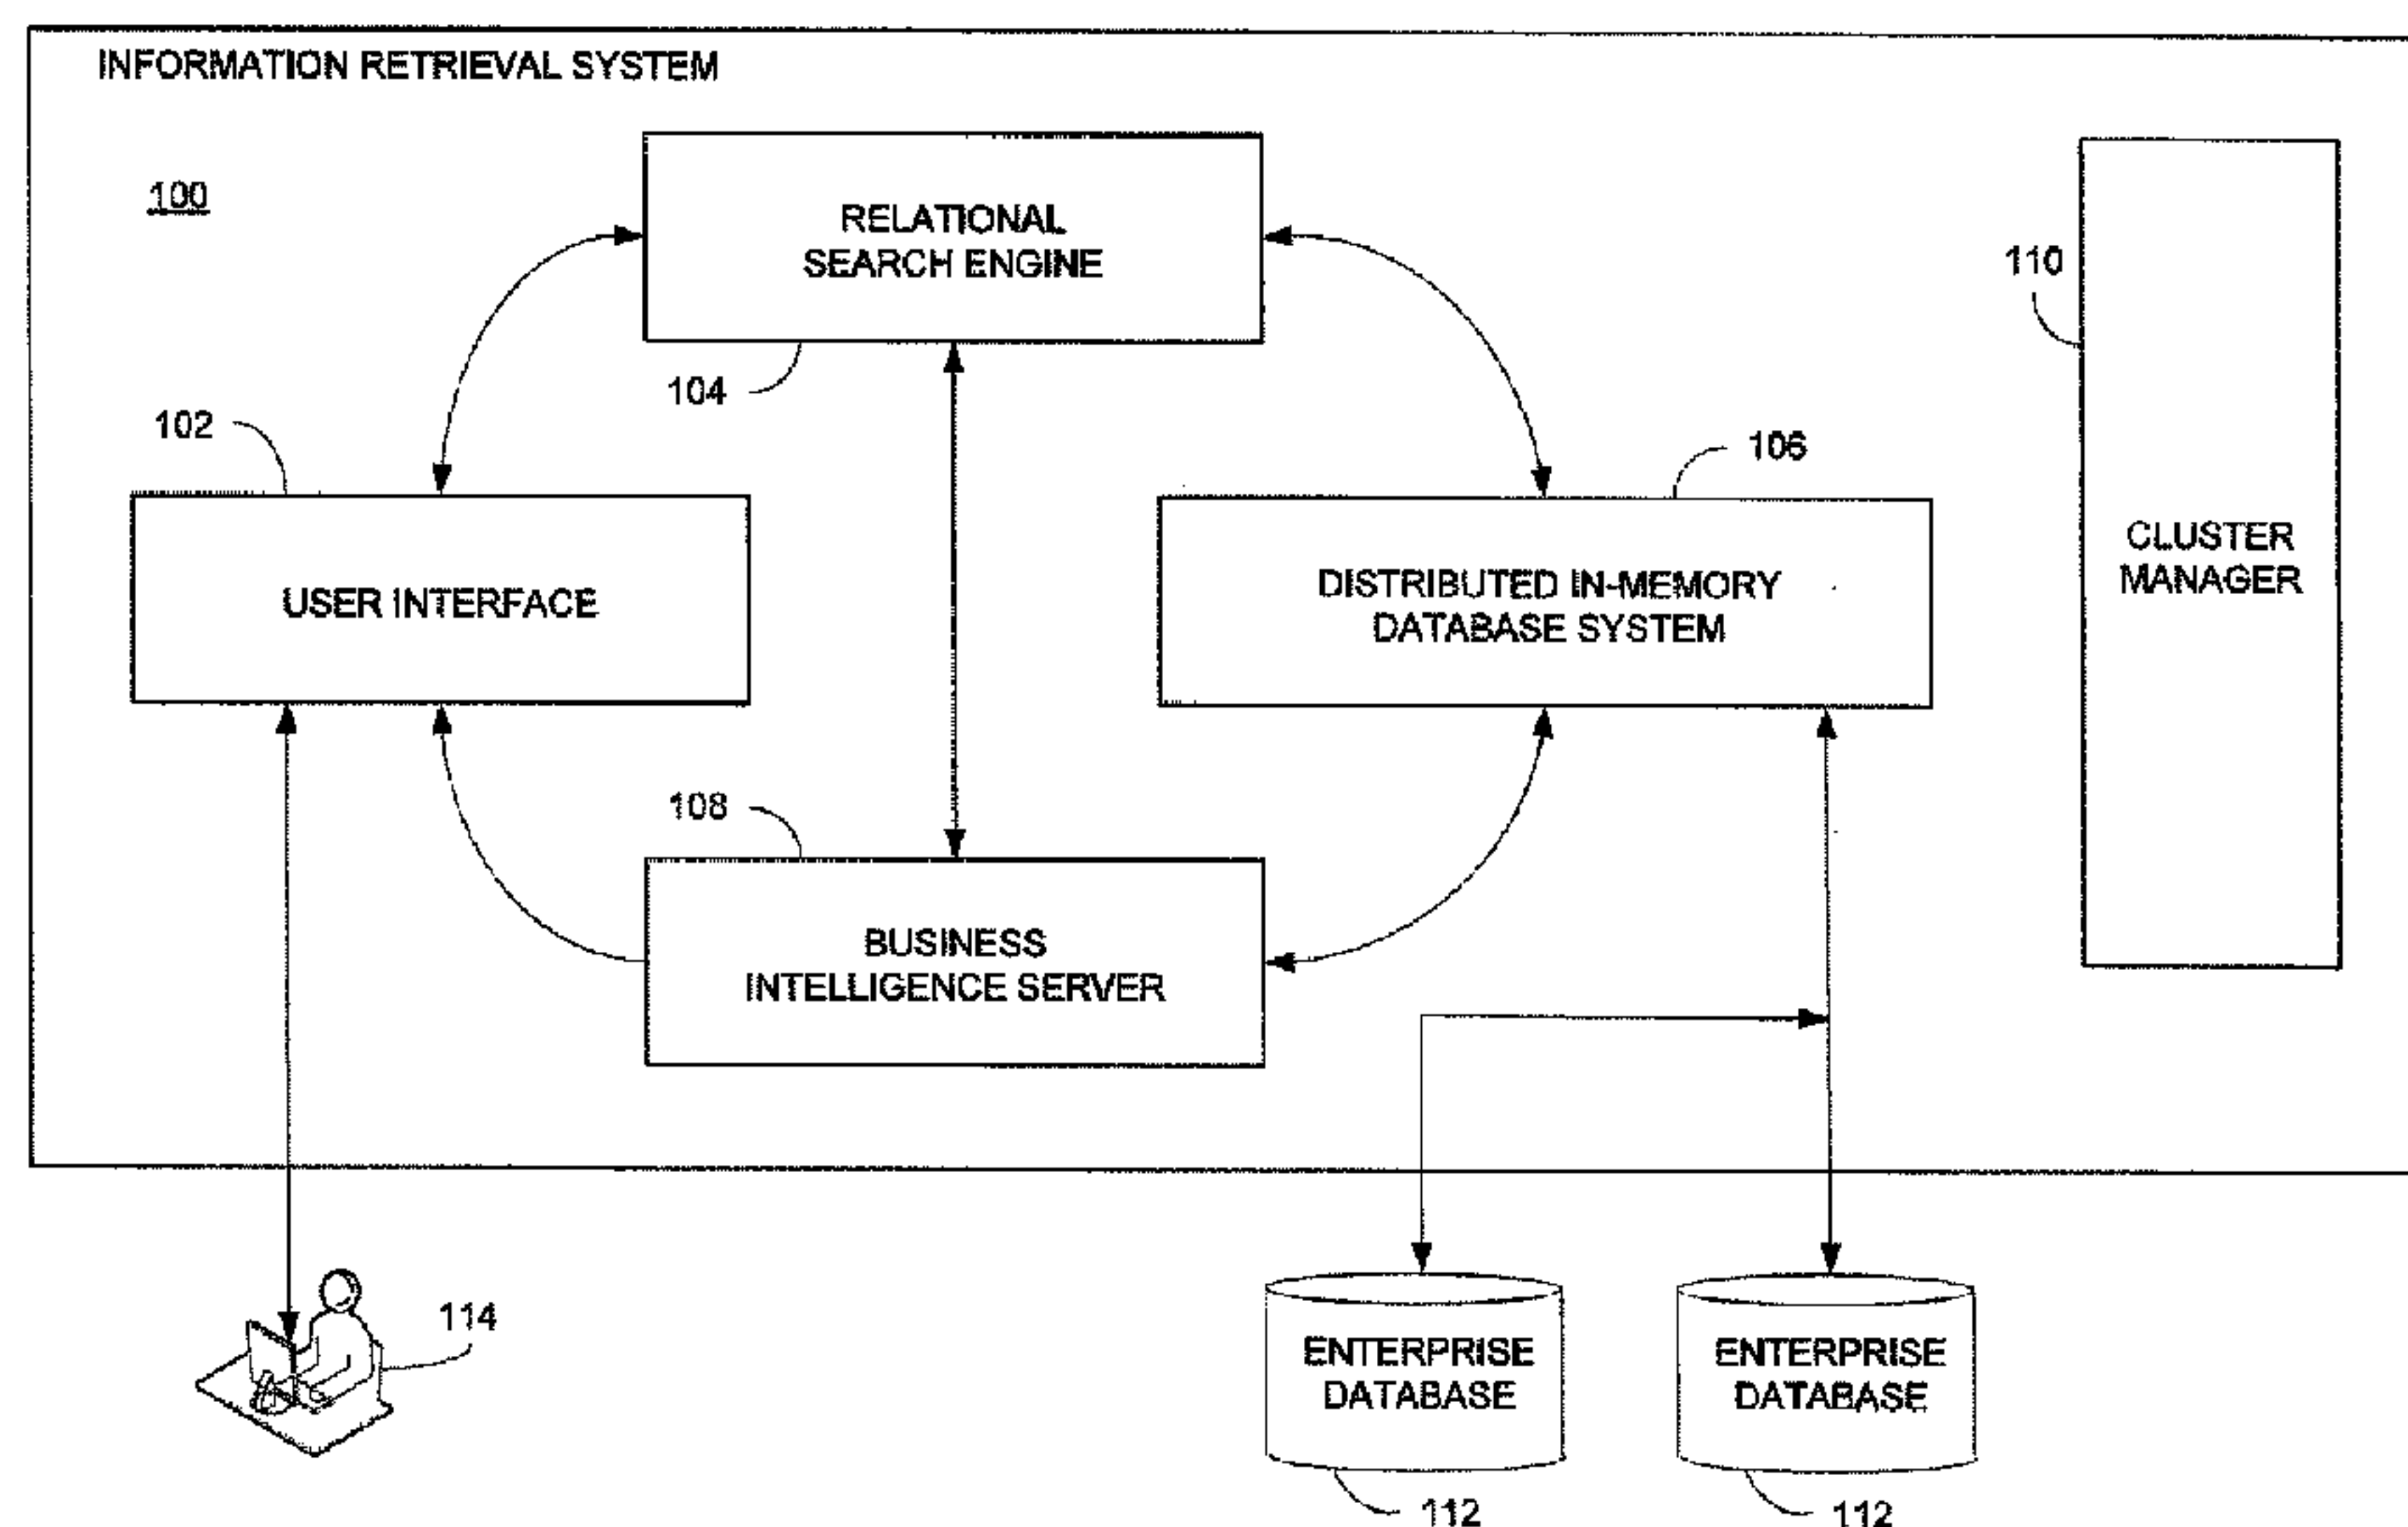 INFORMATION RETRIEVAL SYSTEM
100
RELATIONAL
SEARCH ENGINE
104
110
102
106
USER INTERFACE
DISTRIBUTED IN-MEMORY
DATABASE SYSTEM
CLUSTER
MANAGER
108
BUSINESS
INTELLIGENCE SERVER
114
ENTERPRISE
DATABASE
ENTERPRISE
DATABASE
112
112